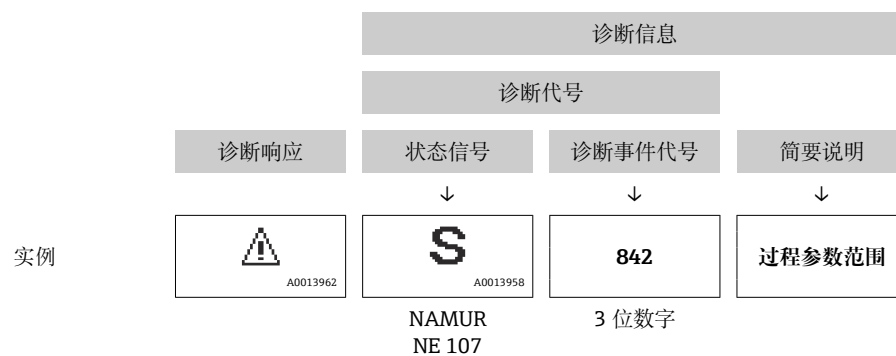 诊断信息
诊断代号
诊断响应 状态信号 诊断事件代号 简要说明
↓ ↓ ↓
实例 ⚠ S 842 过程参数范围
A0013962 A0013958
NAMUR 3 位数字
NE 107